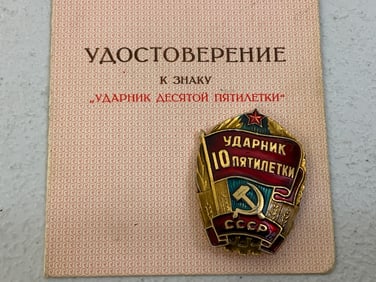 УДОСТОВЕРЕНИЕ
К ЗНАКУ
„УДАРНИК ДЕСЯТОЙ ПЯТИЛЕТКИ"
УДАРНИК
10 ПЯТИЛЕТКИ
СССР